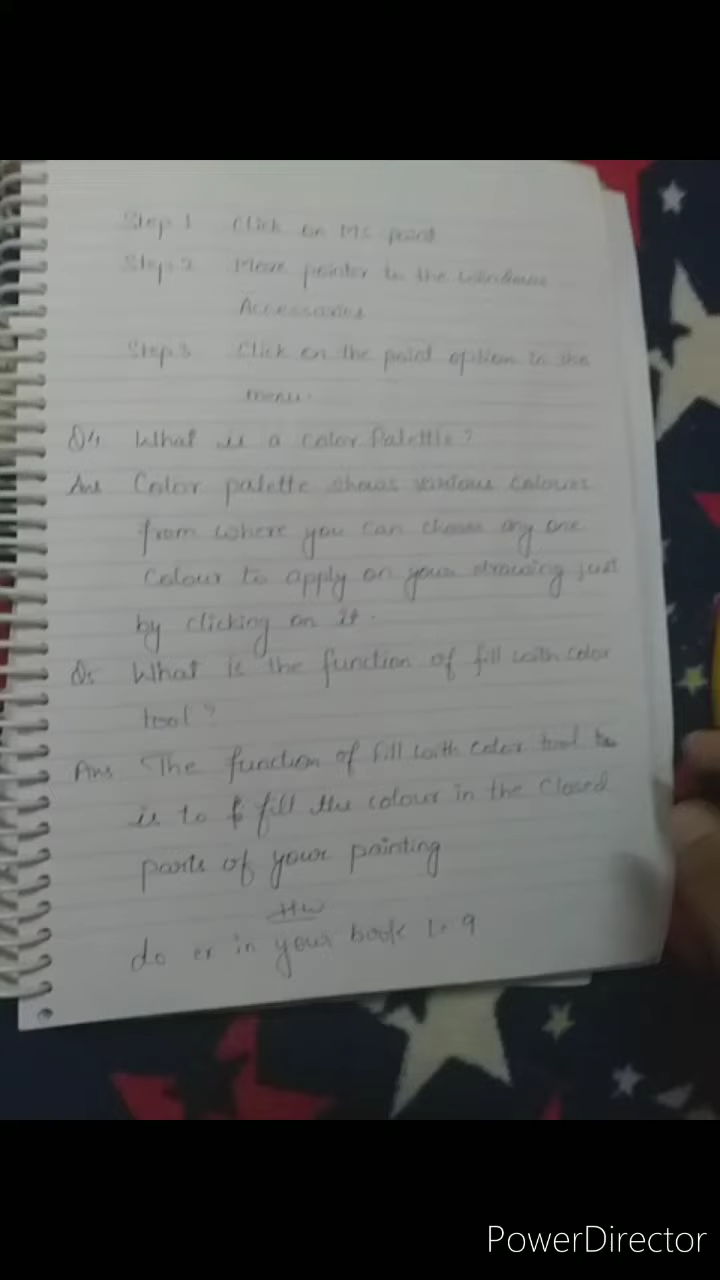 Step 1 Click on MS paint
Step 2 Move pointer to the windows
Accessories
Step 3 Click on the paint option in the
menu.
Q4 What is a Color Palette?
Ans Color palette shows various colours
from where you can choose any one
colour to apply on your drawing just
by clicking on it.
Q5 What is the function of fill with color
tool?
Ans The function of fill with color tool
is to fill the colour in the closed
parts of your painting
HW
do ex in your book L-9
PowerDirector